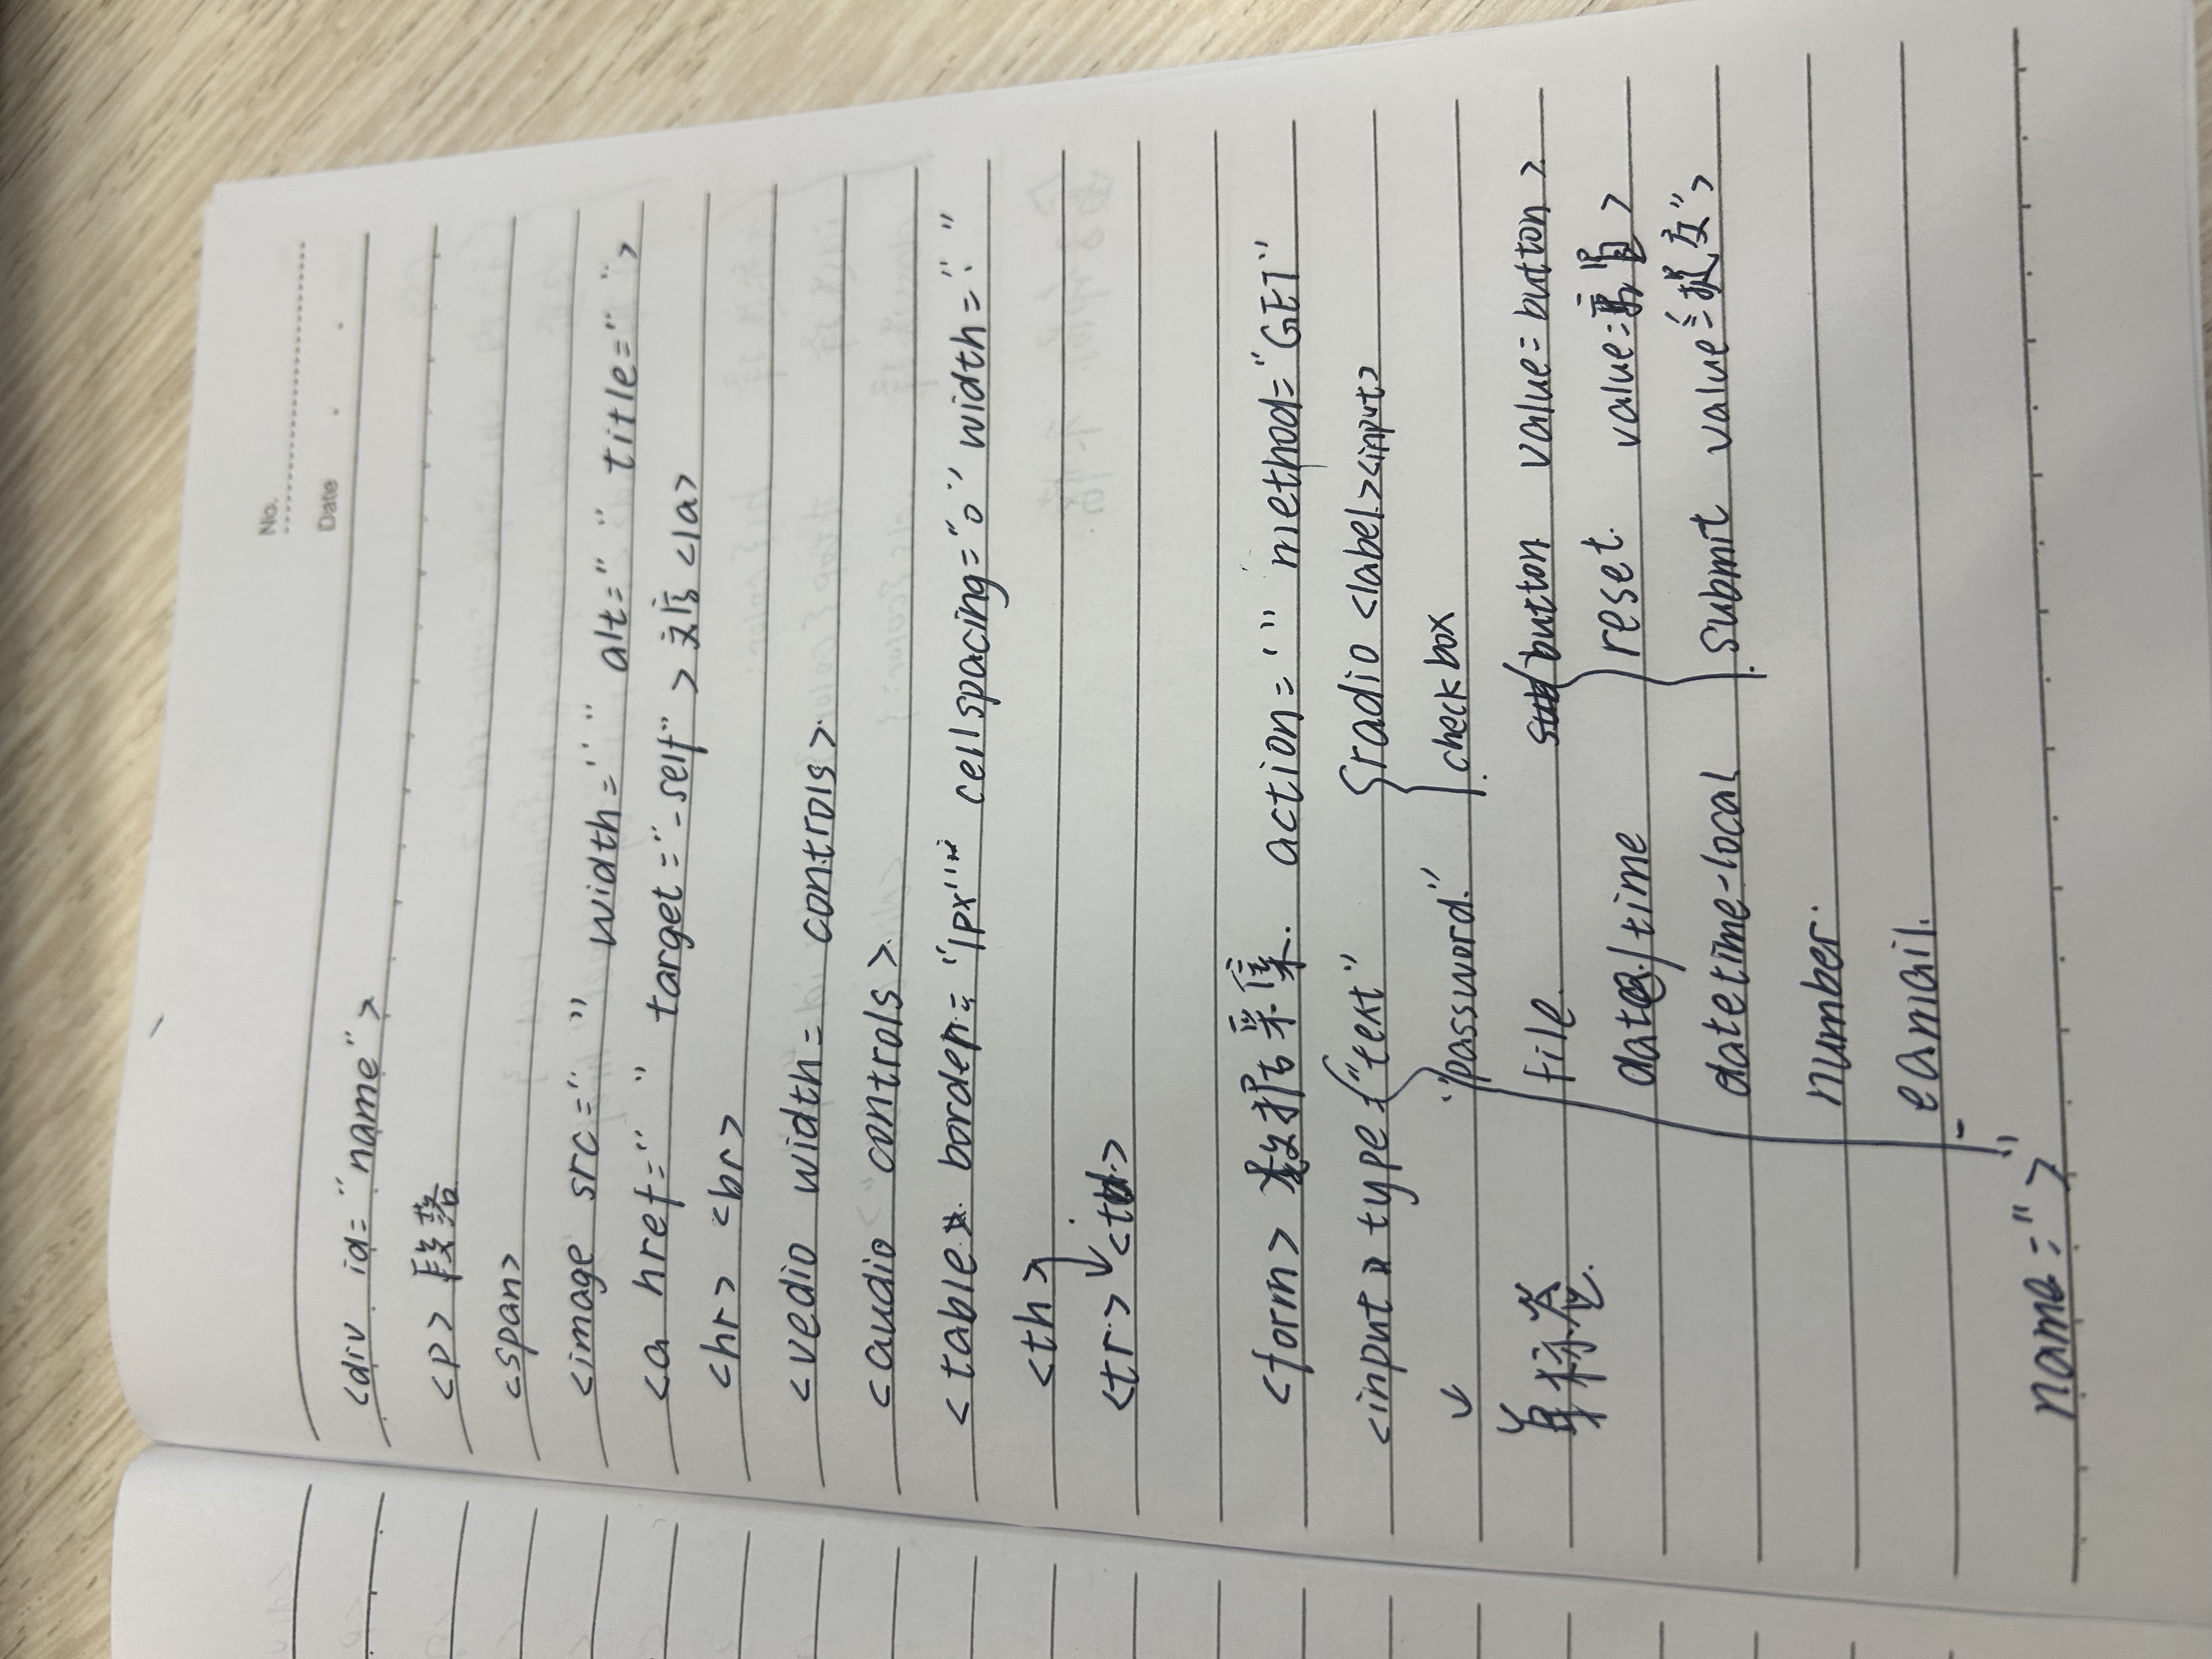 No.
Date
<div id="name">
<p> 段落
<span>
<image src=" " width=" " alt=" " title=" ">
<a href=" " target="_self" > </a>
<hr> <br>
<vedio width= controls>
<audio controls>
<table border= "1px" cellspacing="0" width=" "
<th>
<tr> <td>
<form> 数据采集. action=" " method="GET"
<input type= "text" radio <label><input>
"password" checkbox
单标签. file. button value=button >
date/time reset. value=重置 >
datetime-local submit value="提交">
number.
eamail.
name=" > "